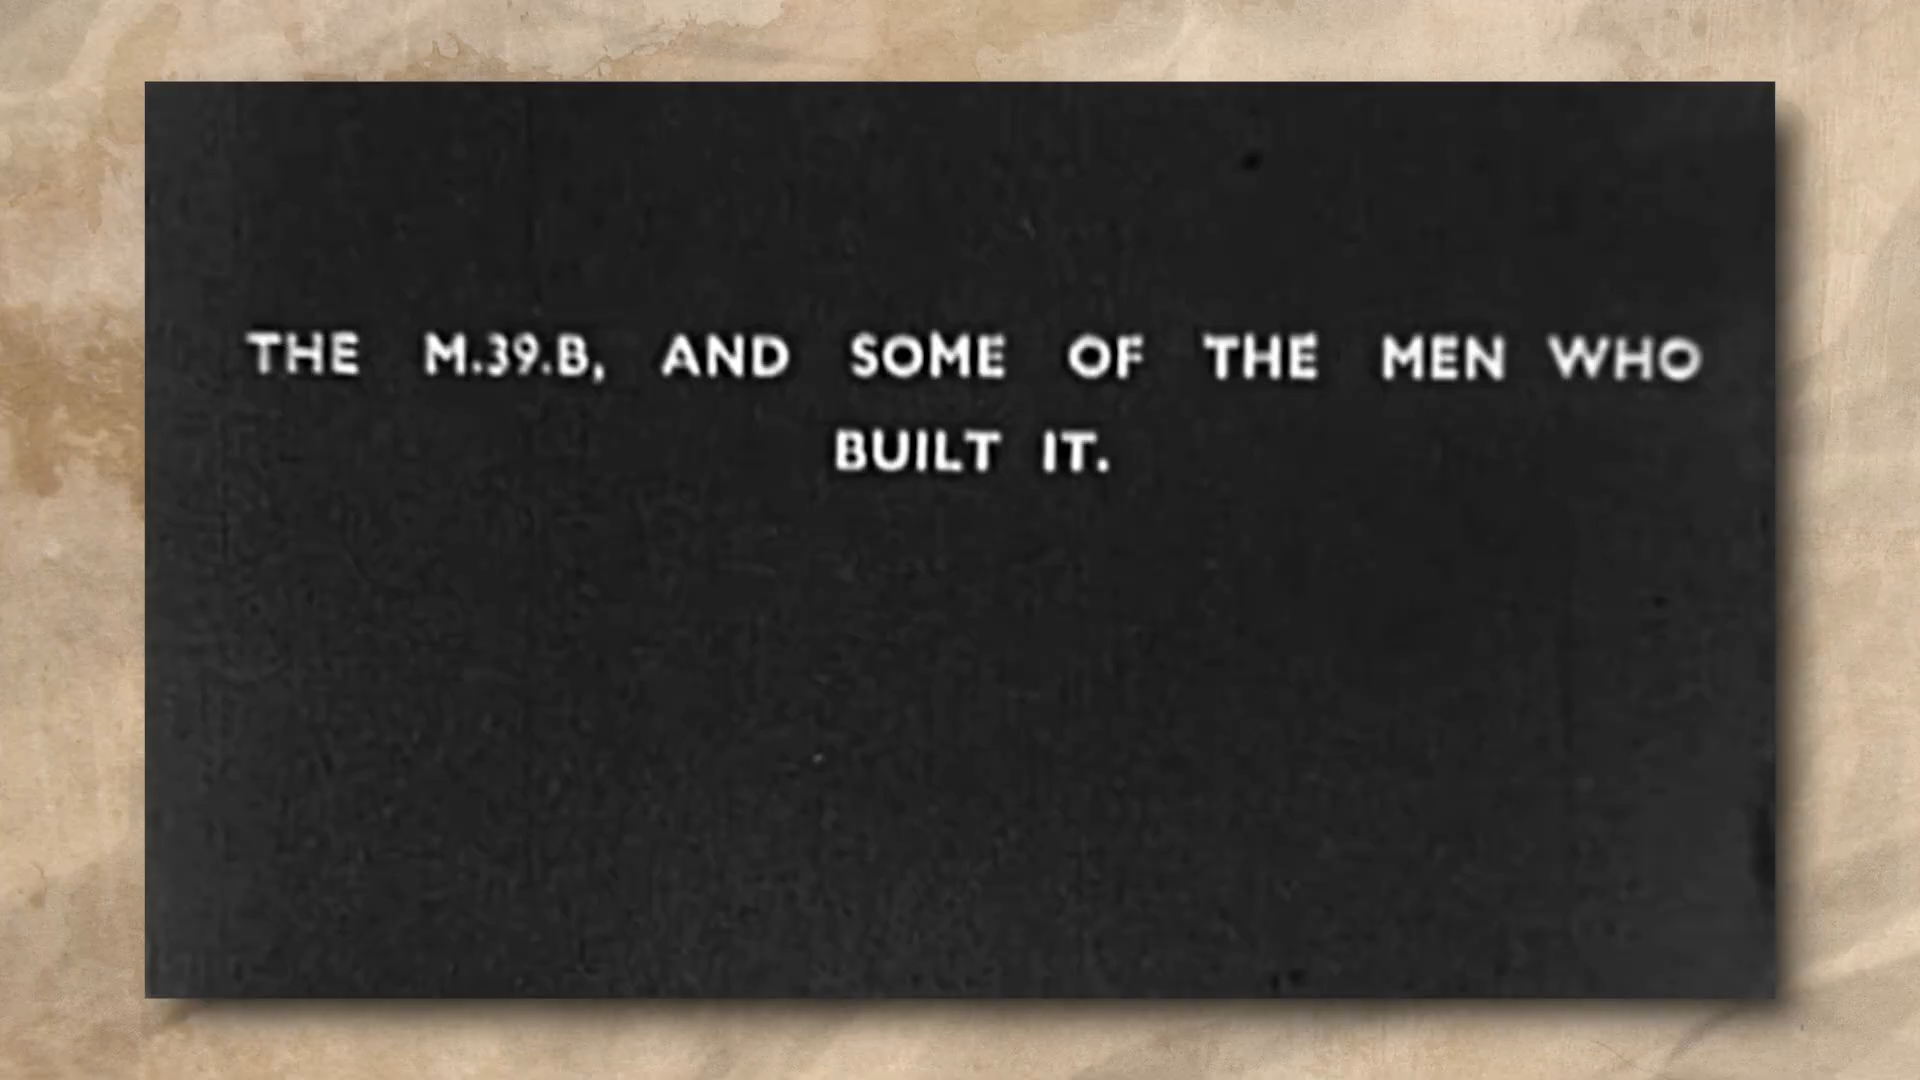 THE M.39.B, AND SOME OF THE MEN WHO
BUILT IT.